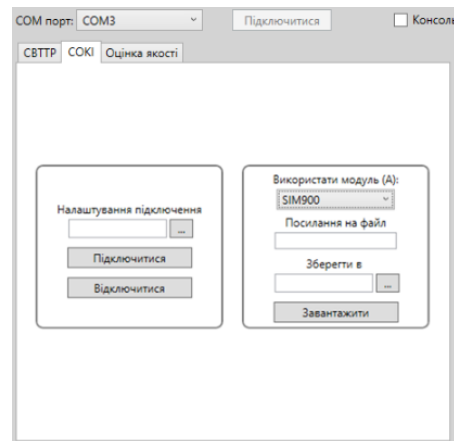 COM порт: COM3 Підключитися Консоль
СВТТР СОКІ Оцінка якості
Налаштування підключення
...
Підключитися
Відключитися
Використати модуль (А):
SIM900
Посилання на файл
Зберегти в
...
Завантажити